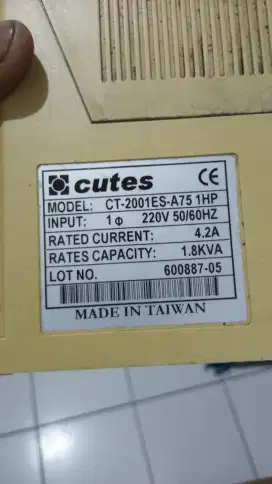 cutes CE
MODEL: CT-2001ES-A75 1HP
INPUT: 1Φ 220V 50/60HZ
RATED CURRENT: 4.2A
RATES CAPACITY: 1.8KVA
LOT NO. 600887-05
MADE IN TAIWAN